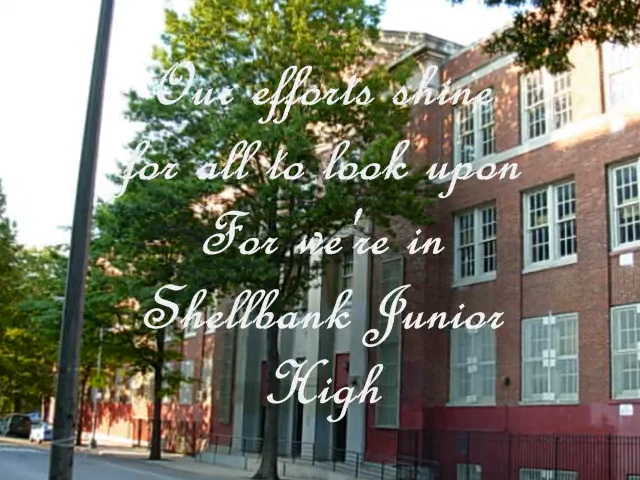 Our efforts shine
for all to look upon
For we're in
Shellbank Junior
High